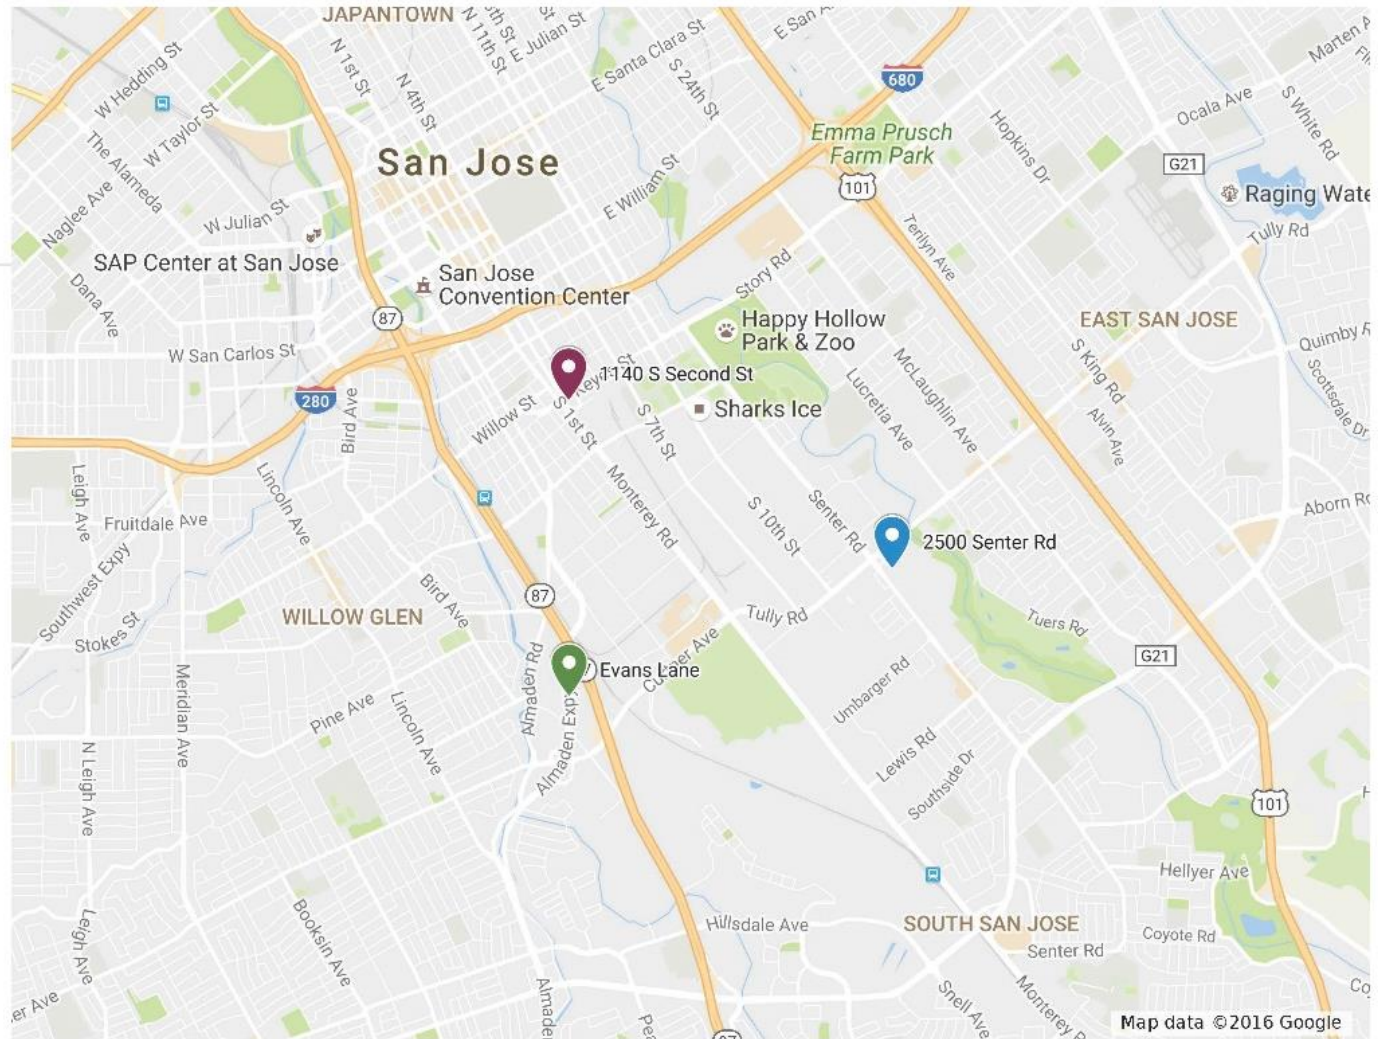 JAPANTOWN
N 11th St
E Julian St
E Santa Clara St
S 24th St
W Hedding St
N 1st St
N 4th St
680
Marten A
Ocala Ave
S White Rd
The Alameda
W Taylor St
San Jose
Emma Prusch
Farm Park
Hopkins Dr
G21
101
Raging Wate
Tully Rd
Naglee Ave
W Julian St
E William St
Terilyn Ave
SAP Center at San Jose
San Jose
Convention Center
Story Rd
Dana Ave
87
Happy Hollow
Park & Zoo
EAST SAN JOSE
Quimby R
W San Carlos St
S King Rd
McLaughlin Ave
Scottsdale Dr
1140 S Second St
Lucretia Ave
280
Bird Ave
Willow St
S 1st St
S 7th St
Sharks Ice
Alvin Ave
Leigh Ave
Lincoln Ave
Monterey Rd
S 10th St
Senter Rd
Aborn Rd
Fruitdale Ave
2500 Senter Rd
Southwest Expy
Bird Ave
87
Stokes St
WILLOW GLEN
Tully Rd
Tuers Rd
G21
Meridian Ave
Almaden Rd
Evans Lane
Umbarger Rd
Pine Ave
Lincoln Ave
Almaden Expy
Lewis Rd
Southside Dr
N Leigh Ave
101
Hellyer Ave
Leigh Ave
Booksin Ave
Hillsdale Ave
SOUTH SAN JOSE
Senter Rd
Coyote Rd
er Ave
Almade
Snell Ave
Monterey R
Co
Map data ©2016 Google